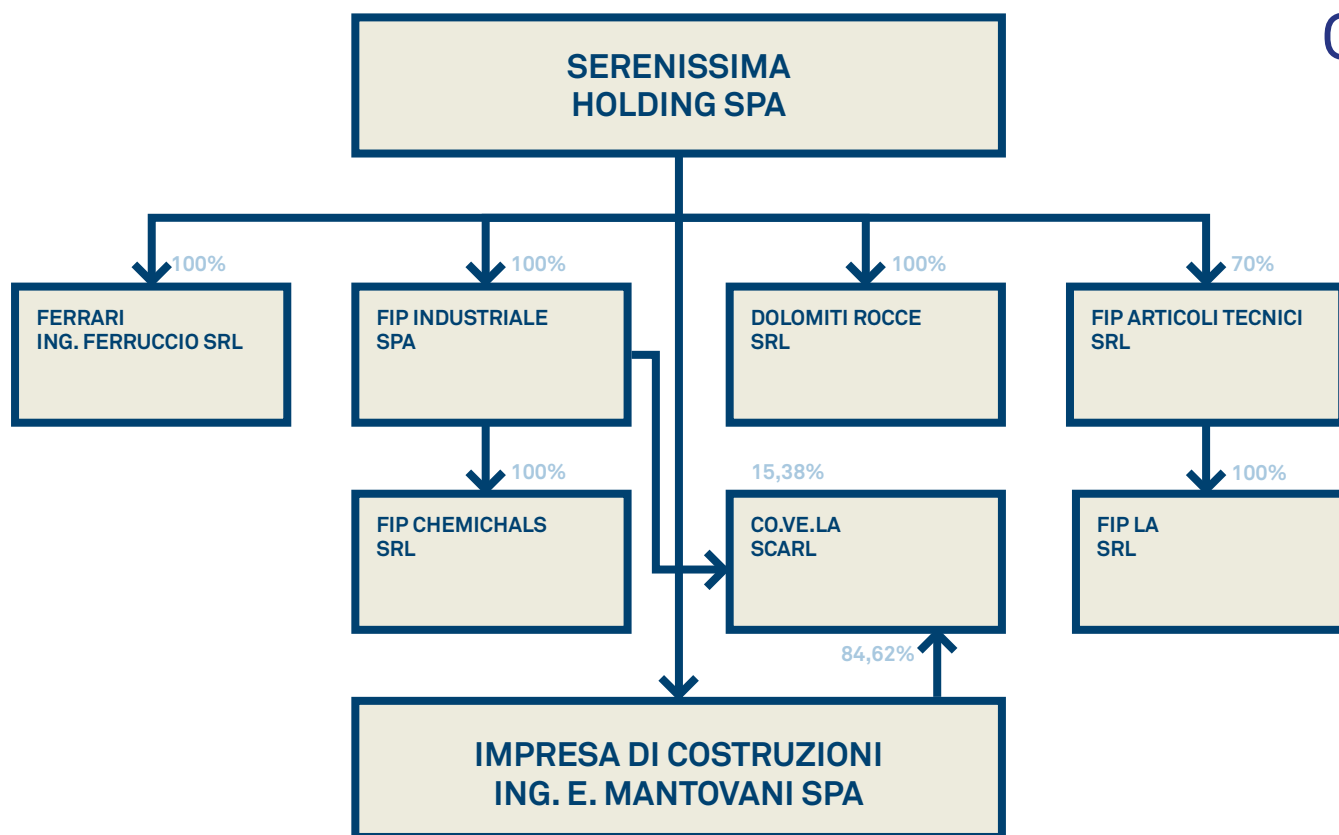 SERENISSIMA
HOLDING SPA
100%
100%
100%
70%
FERRARI
ING. FERRUCCIO SRL
FIP INDUSTRIALE
SPA
DOLOMITI ROCCE
SRL
FIP ARTICOLI TECNICI
SRL
100%
15,38%
100%
FIP CHEMICHALS
SRL
CO.VE.LA
SCARL
FIP LA
SRL
84,62%
IMPRESA DI COSTRUZIONI
ING. E. MANTOVANI SPA